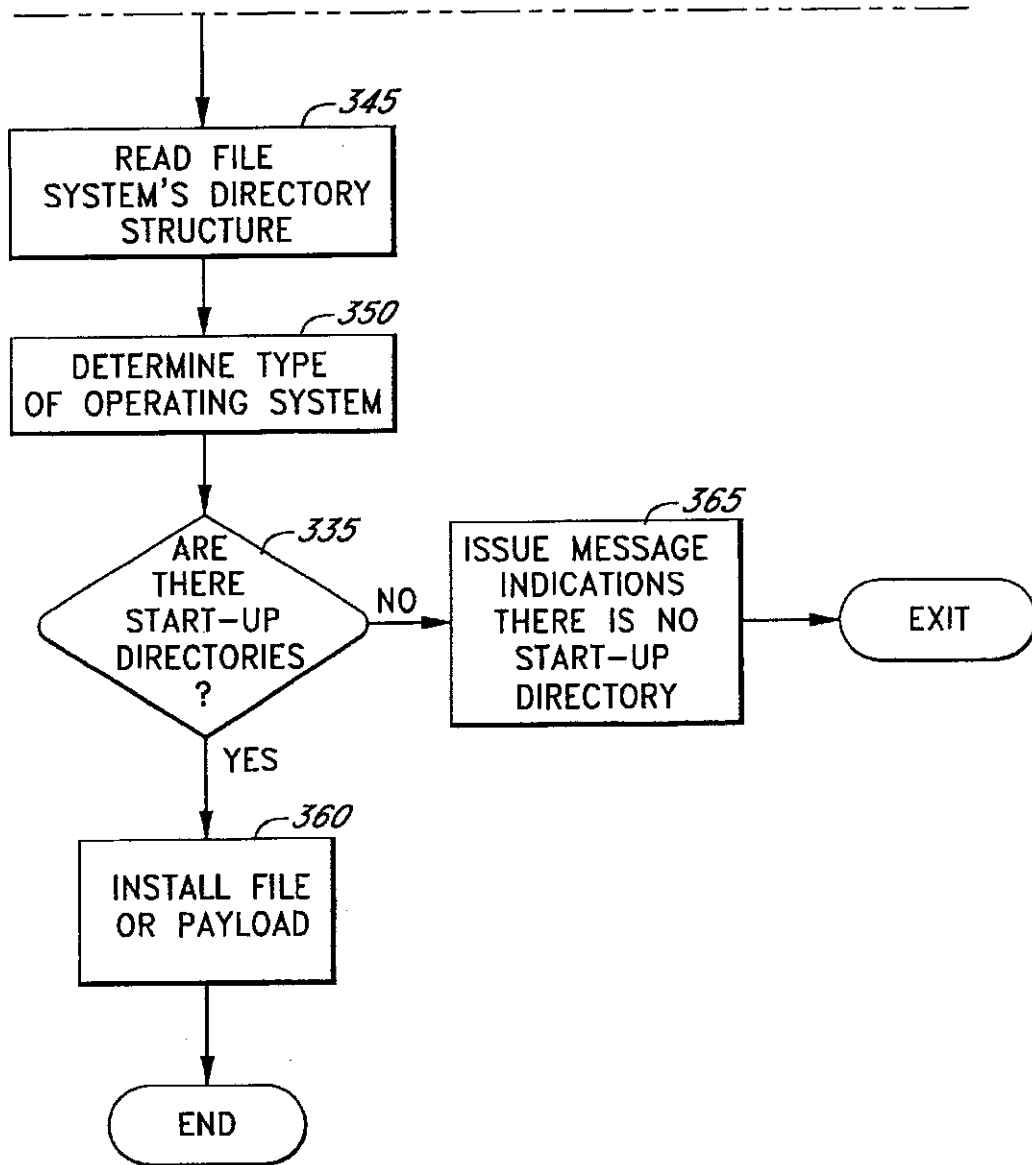 345
READ FILE
SYSTEM'S DIRECTORY
STRUCTURE
350
DETERMINE TYPE
OF OPERATING SYSTEM
335
ARE
THERE
START-UP
DIRECTORIES
?
NO
365
ISSUE MESSAGE
INDICATIONS
THERE IS NO
START-UP
DIRECTORY
EXIT
YES
360
INSTALL FILE
OR PAYLOAD
END